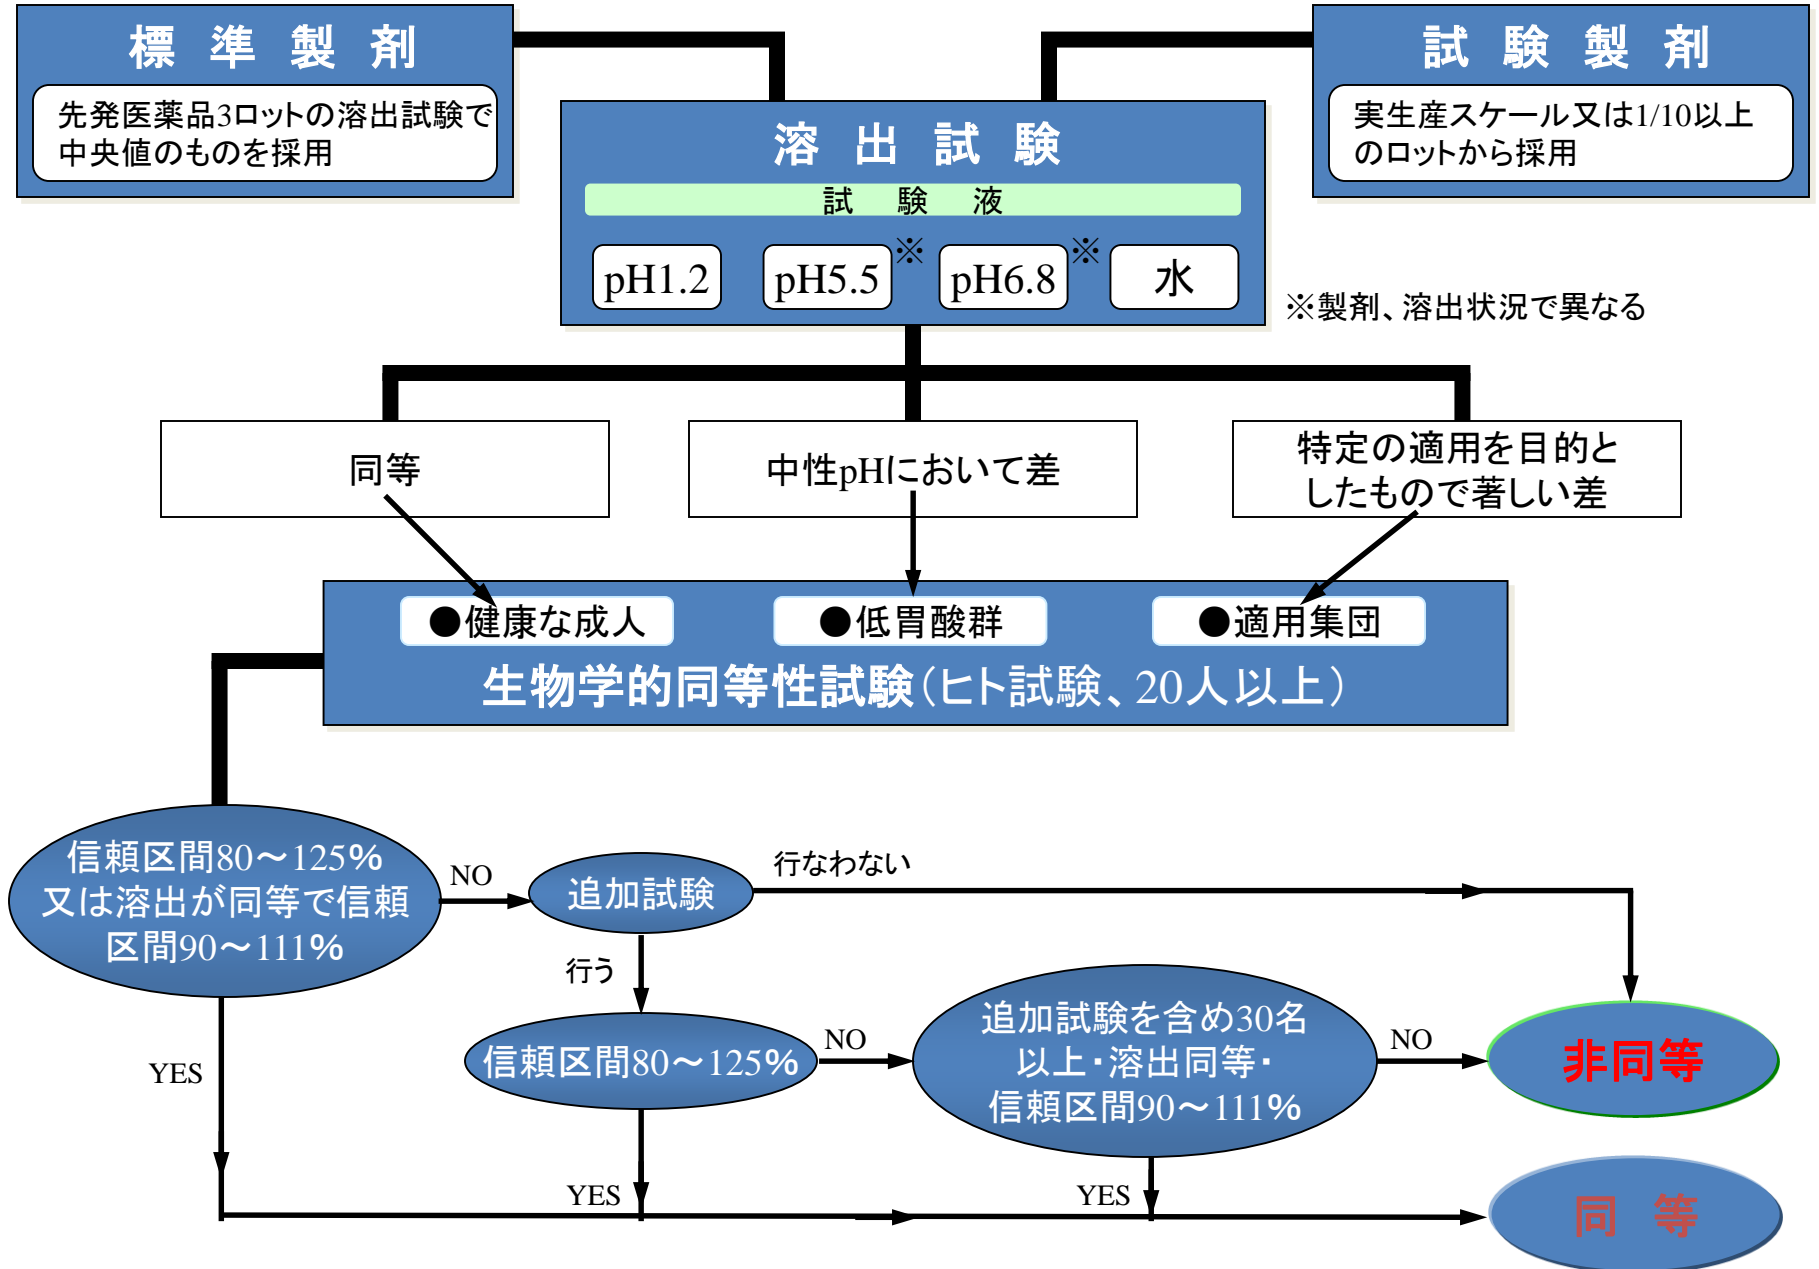 標準製剤
先発医薬品3ロットの溶出試験で
中央値のものを採用
試験製剤
実生産スケール又は1/10以上
のロットから採用
溶出試験
試験液
pH1.2
pH5.5
※
pH6.8
※
水
※製剤、溶出状況で異なる
同等
中性pHにおいて差
特定の適用を目的と
したもので著しい差
●健康な成人
●低胃酸群
●適用集団
生物学的同等性試験(ヒト試験、20人以上)
信頼区間80~125%
又は溶出が同等で信頼
区間90~111%
NO
追加試験
行なわない
行う
YES
信頼区間80~125%
NO
追加試験を含め30名
以上・溶出同等・
信頼区間90~111%
NO
非同等
YES
YES
同等